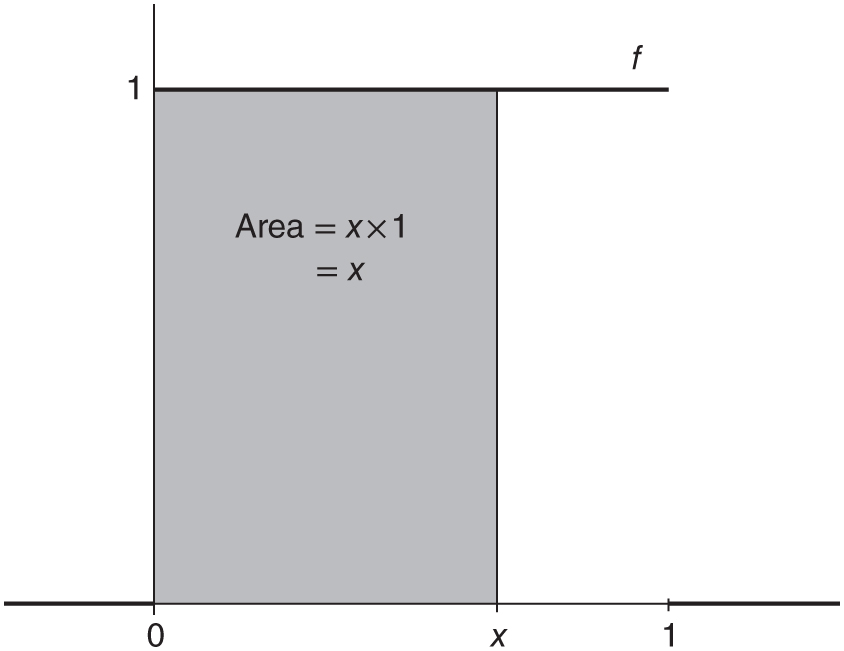 f
1
Area = x×1
= x
0 x 1